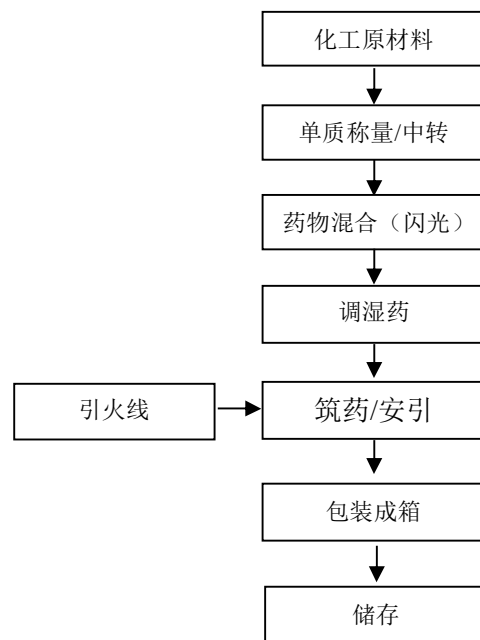 化工原材料
单质称量/中转
药物混合（闪光）
调湿药
引火线
筑药/安引
包装成箱
储存